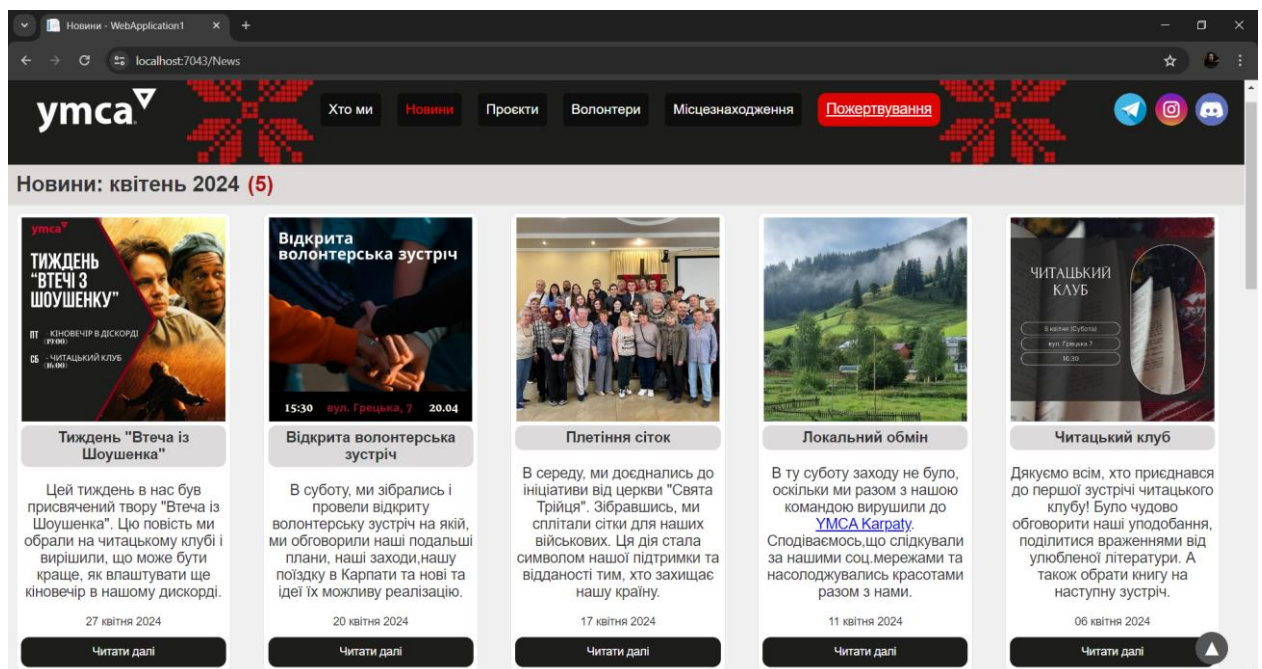 Новини - WebApplication1
localhost:7043/News
ymca
Хто ми
Новини
Проєкти
Волонтери
Місцезнаходження
Пожертвування
Новини: квітень 2024 (5)
ymca
ТИЖДЕНЬ
“ВТЕЧІ З
ШОУШЕНКУ”
ПТ - КІНОВЕЧІР В ДІСКОРДІ
(19:00)
СБ - ЧИТАЦЬКИЙ КЛУБ
(16:00)
Тиждень "Втеча із
Шоушенка"
Цей тиждень в нас був
присвячений твору "Втеча із
Шоушенка". Цю повість ми
обрали на читацькому клубі і
вирішили, що може бути
краще, як влаштувати ще
кіновечір в нашому дискорді.
27 квітня 2024
Читати далі
Відкрита
волонтерська зустріч
15:30 вул. Грецька, 7 20.04
Відкрита волонтерська
зустріч
В суботу, ми зібрались і
провели відкриту
волонтерську зустріч на якій,
ми обговорили наші подальші
плани, наші заходи,нашу
поїздку в Карпати та нові та
ідеї їх можливу реалізацію.
20 квітня 2024
Читати далі
Плетіння сіток
В середу, ми доєднались до
ініціативи від церкви "Свята
Трійця". Зібравшись, ми
сплітали сітки для наших
військових. Ця дія стала
символом нашої підтримки та
відданості тим, хто захищає
нашу країну.
17 квітня 2024
Читати далі
Локальний обмін
В ту суботу заходу не було,
оскільки ми разом з нашою
командою вирушили до
YMCA Karpaty.
Сподіваємось,що слідкували
за нашими соц.мережами та
насолоджувались красотами
разом з нами.
11 квітня 2024
Читати далі
ЧИТАЦЬКИЙ
КЛУБ
квітня (Субота)
вул. Грецька 7
16:30
Читацький клуб
Дякуємо всім, хто приєднався
до першої зустрічі читацького
клубу! Було чудово
обговорити наші уподобання,
поділитися враженнями від
улюбленої літератури. А
також обрати книгу на
наступну зустріч.
06 квітня 2024
Читати далі